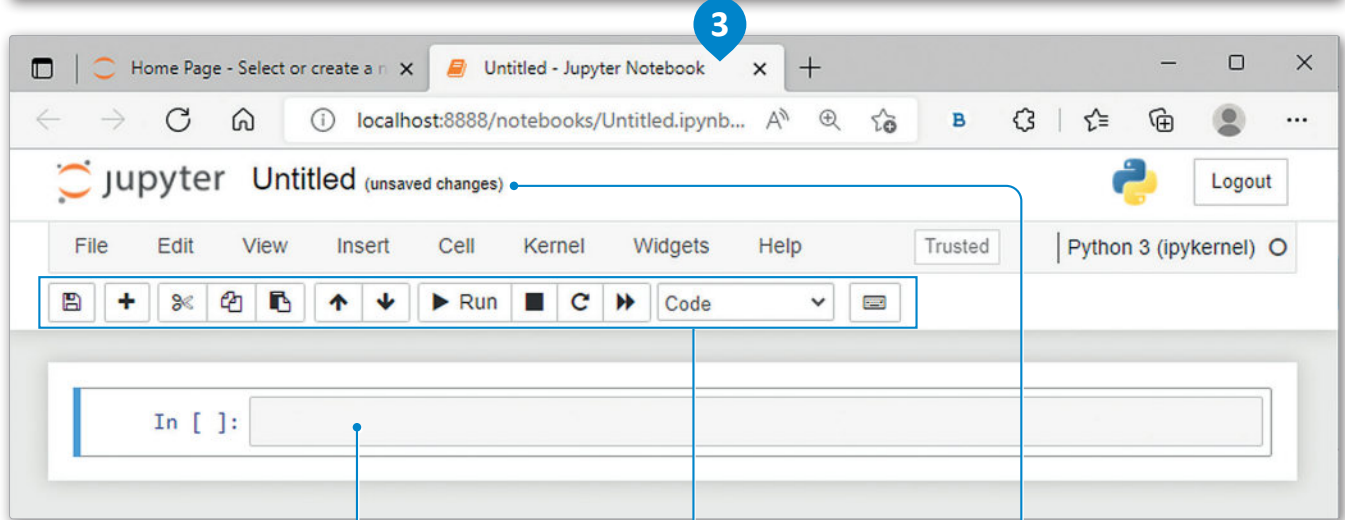 3
Home Page - Select or create a n
Untitled - Jupyter Notebook
localhost:8888/notebooks/Untitled.ipynb...
B
jupyter Untitled (unsaved changes)
Logout
File Edit View Insert Cell Kernel Widgets Help Trusted Python 3 (ipykernel)
Run Code
In [ ]: